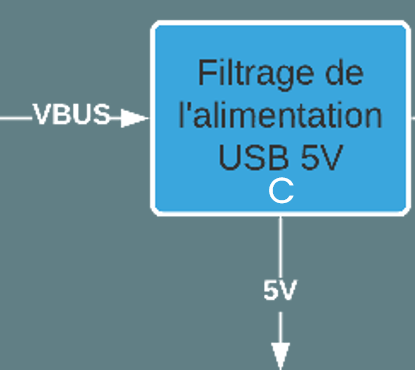 VBUS
Filtrage de
l'alimentation
USB 5V
C
5V